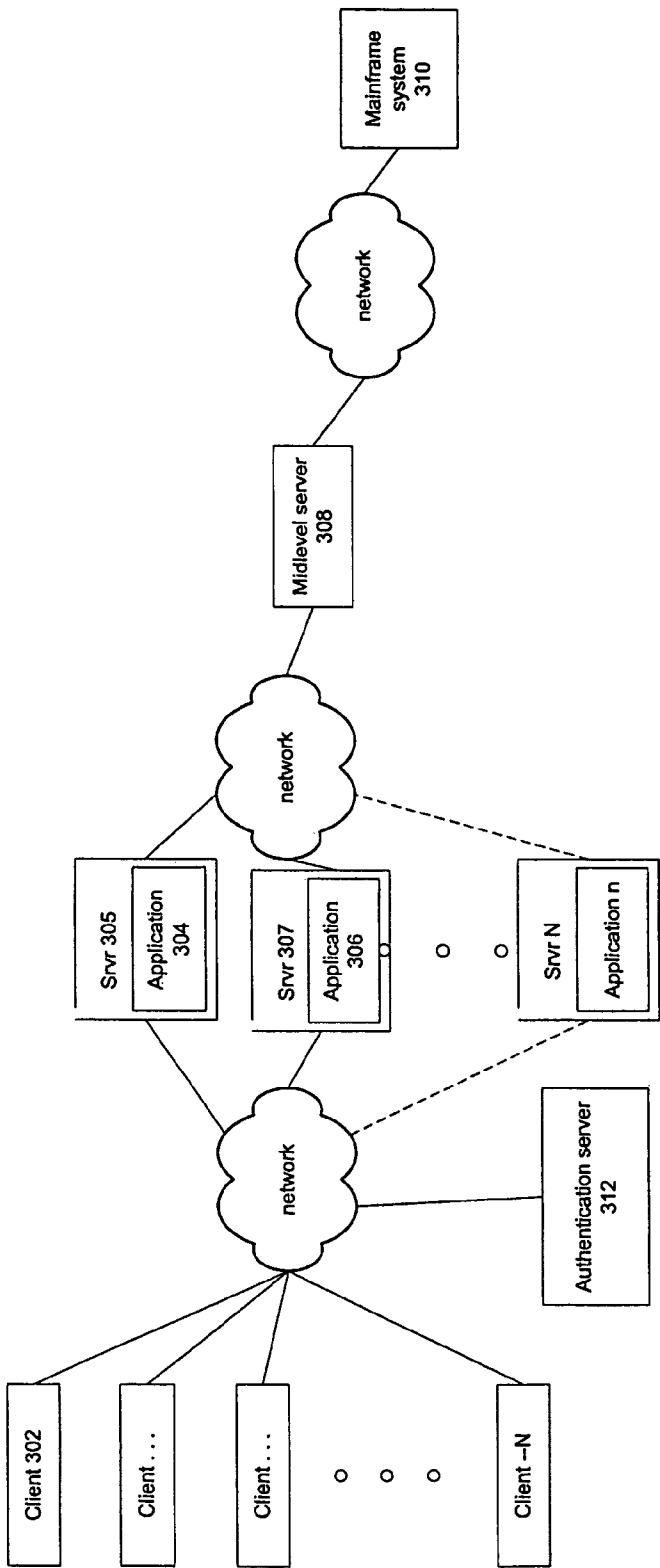 Client 302
Client . . .
Client . . .
Client –N
network
Authentication server
312
Srvr 305
Application
304
Srvr 307
Application
306
Srvr N
Application n
network
Midlevel server
308
network
Mainframe
system
310